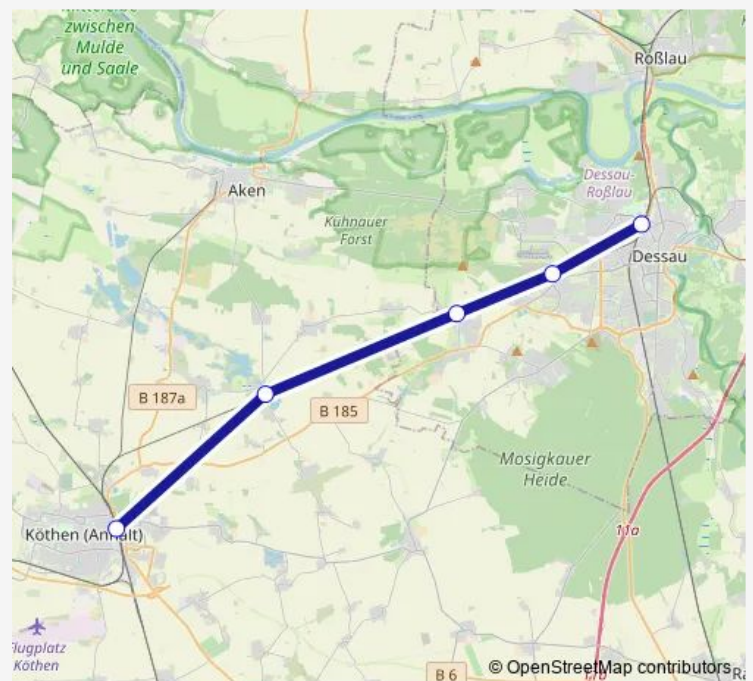 zwischen
Mulde
und Saale
Roßlau
Aken
Dessau-
Roßlau
Kühnauer
Forst
Dessau
B 187a
B 185
Mosigkauer
Heide
Köthen (Anhalt)
11a
Flugplatz
Köthen
B 6
© OpenStreetMap contributors